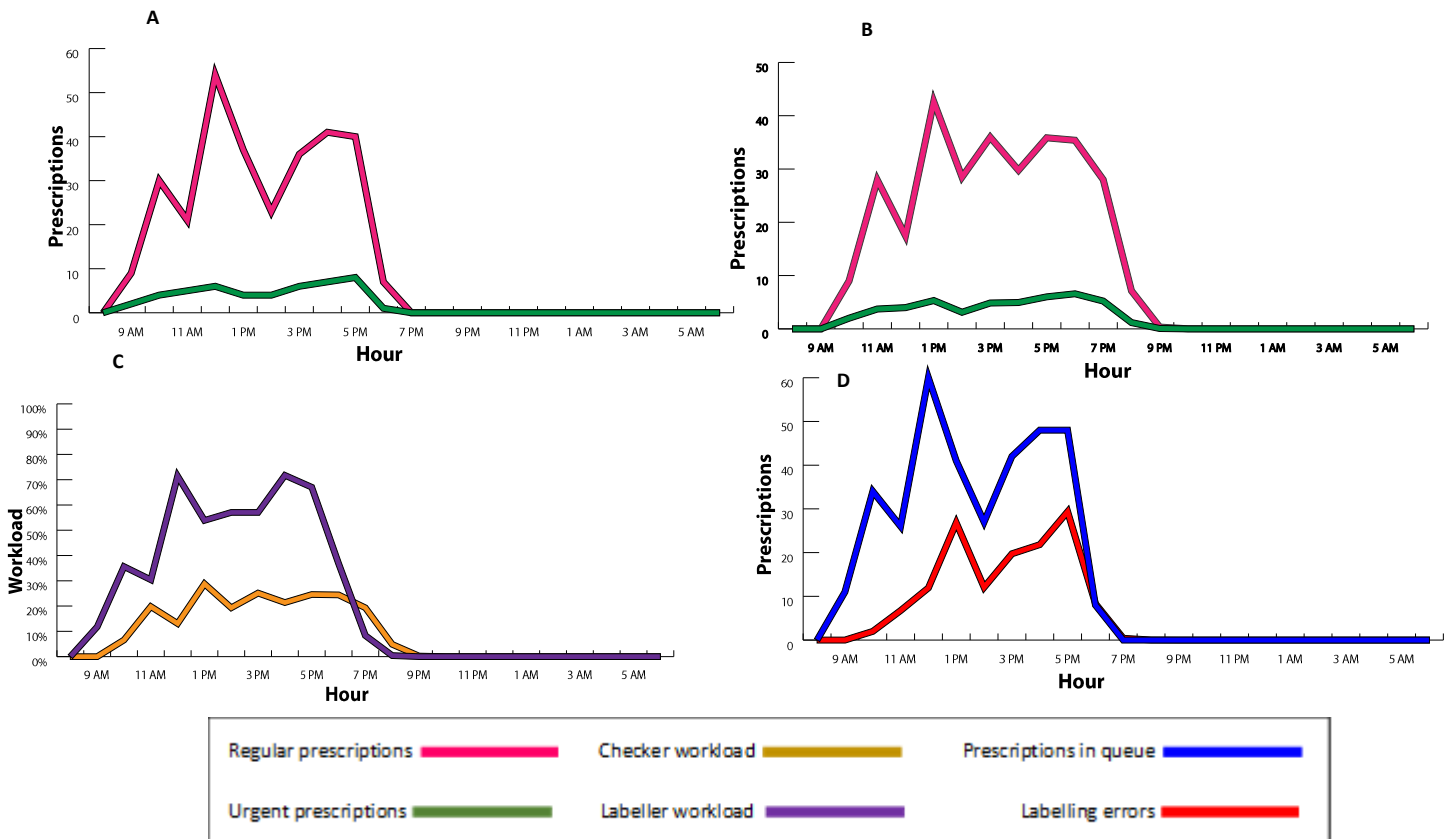 A
60
50
40
30
20
10
0
Prescriptions
9 AM 11 AM 1 PM 3 PM 5 PM 7 PM 9 PM 11 PM 1 AM 3 AM 5 AM
Hour
B
50
40
30
20
10
0
Prescriptions
9 AM 11 AM 1 PM 3 PM 5 PM 7 PM 9 PM 11 PM 1 AM 3 AM 5 AM
Hour
C
100%
90%
80%
70%
60%
50%
40%
30%
20%
10%
0%
Workload
9 AM 11 AM 1 PM 3 PM 5 PM 7 PM 9 PM 11 PM 1 AM 3 AM 5 AM
Hour
D
60
50
40
30
20
10
0
Prescriptions
9 AM 11 AM 1 PM 3 PM 5 PM 7 PM 9 PM 11 PM 1 AM 3 AM 5 AM
Hour
Regular prescriptions Checker workload Prescriptions in queue
Urgent prescriptions Labeller workload Labelling errors